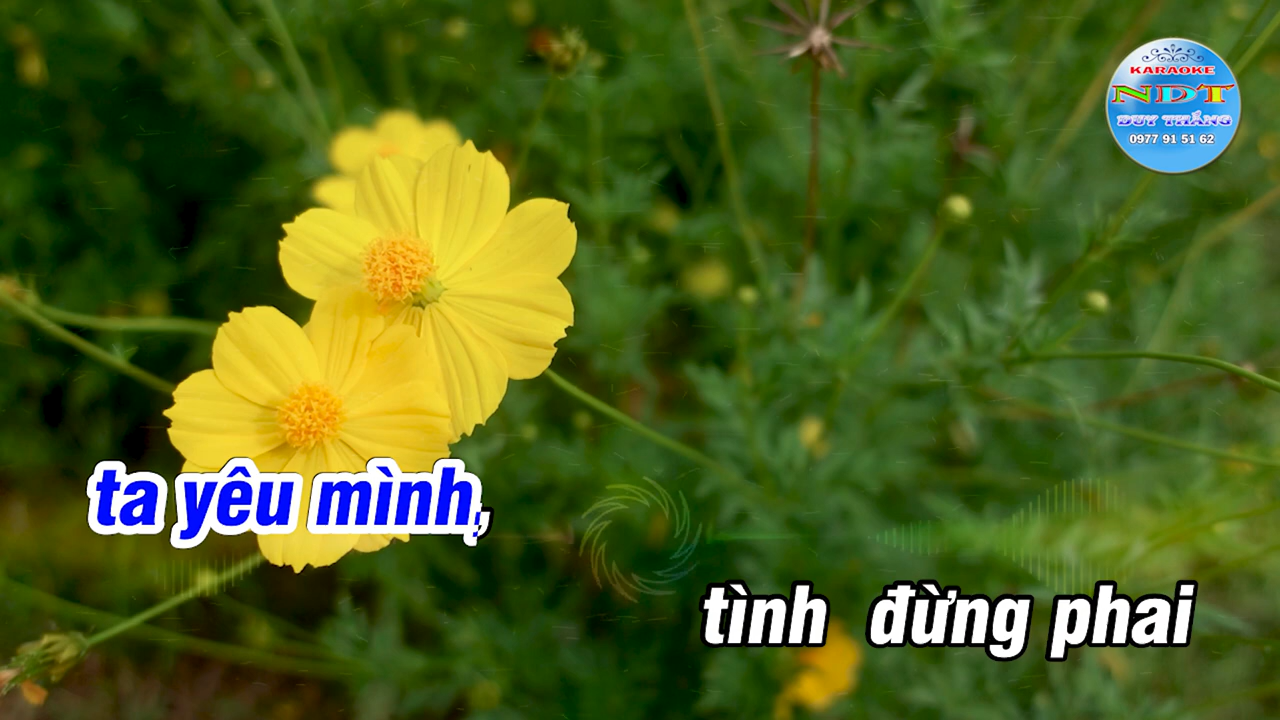 KARAOKE
NDT
DUY THẮNG
0977 91 51 62
ta yêu mình,
tình đừng phai